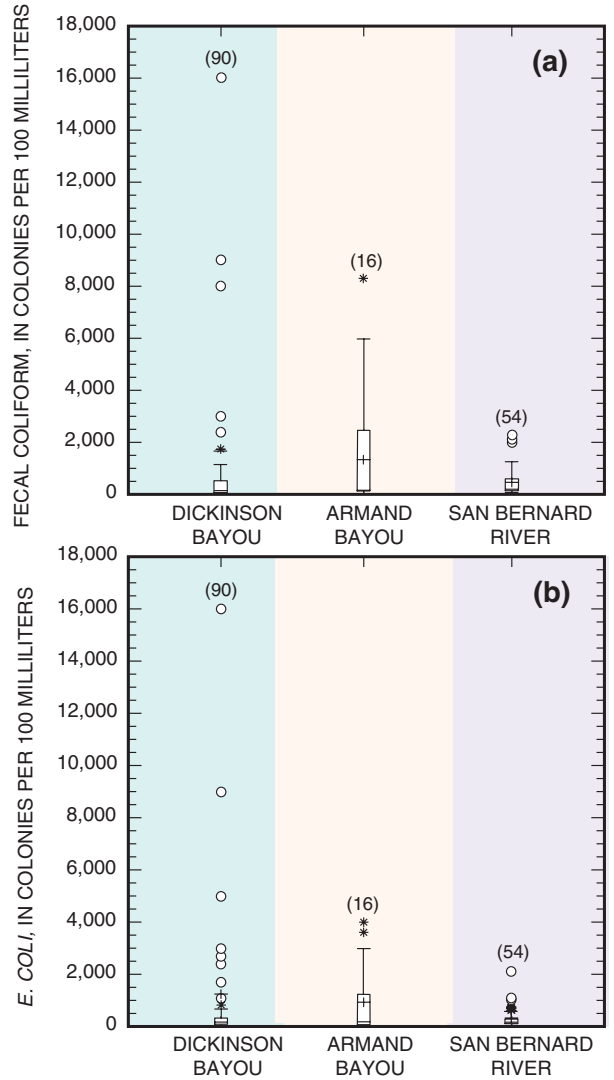 FECAL COLIFORM, IN COLONIES PER 100 MILLILITERS
18,000
16,000
14,000
12,000
10,000
8,000
6,000
4,000
2,000
0
(a)
(90)
(16)
(54)
DICKINSON
BAYOU
ARMAND
BAYOU
SAN BERNARD
RIVER
E. COLI, IN COLONIES PER 100 MILLILITERS
18,000
16,000
14,000
12,000
10,000
8,000
6,000
4,000
2,000
0
(b)
(90)
(16)
(54)
DICKINSON
BAYOU
ARMAND
BAYOU
SAN BERNARD
RIVER